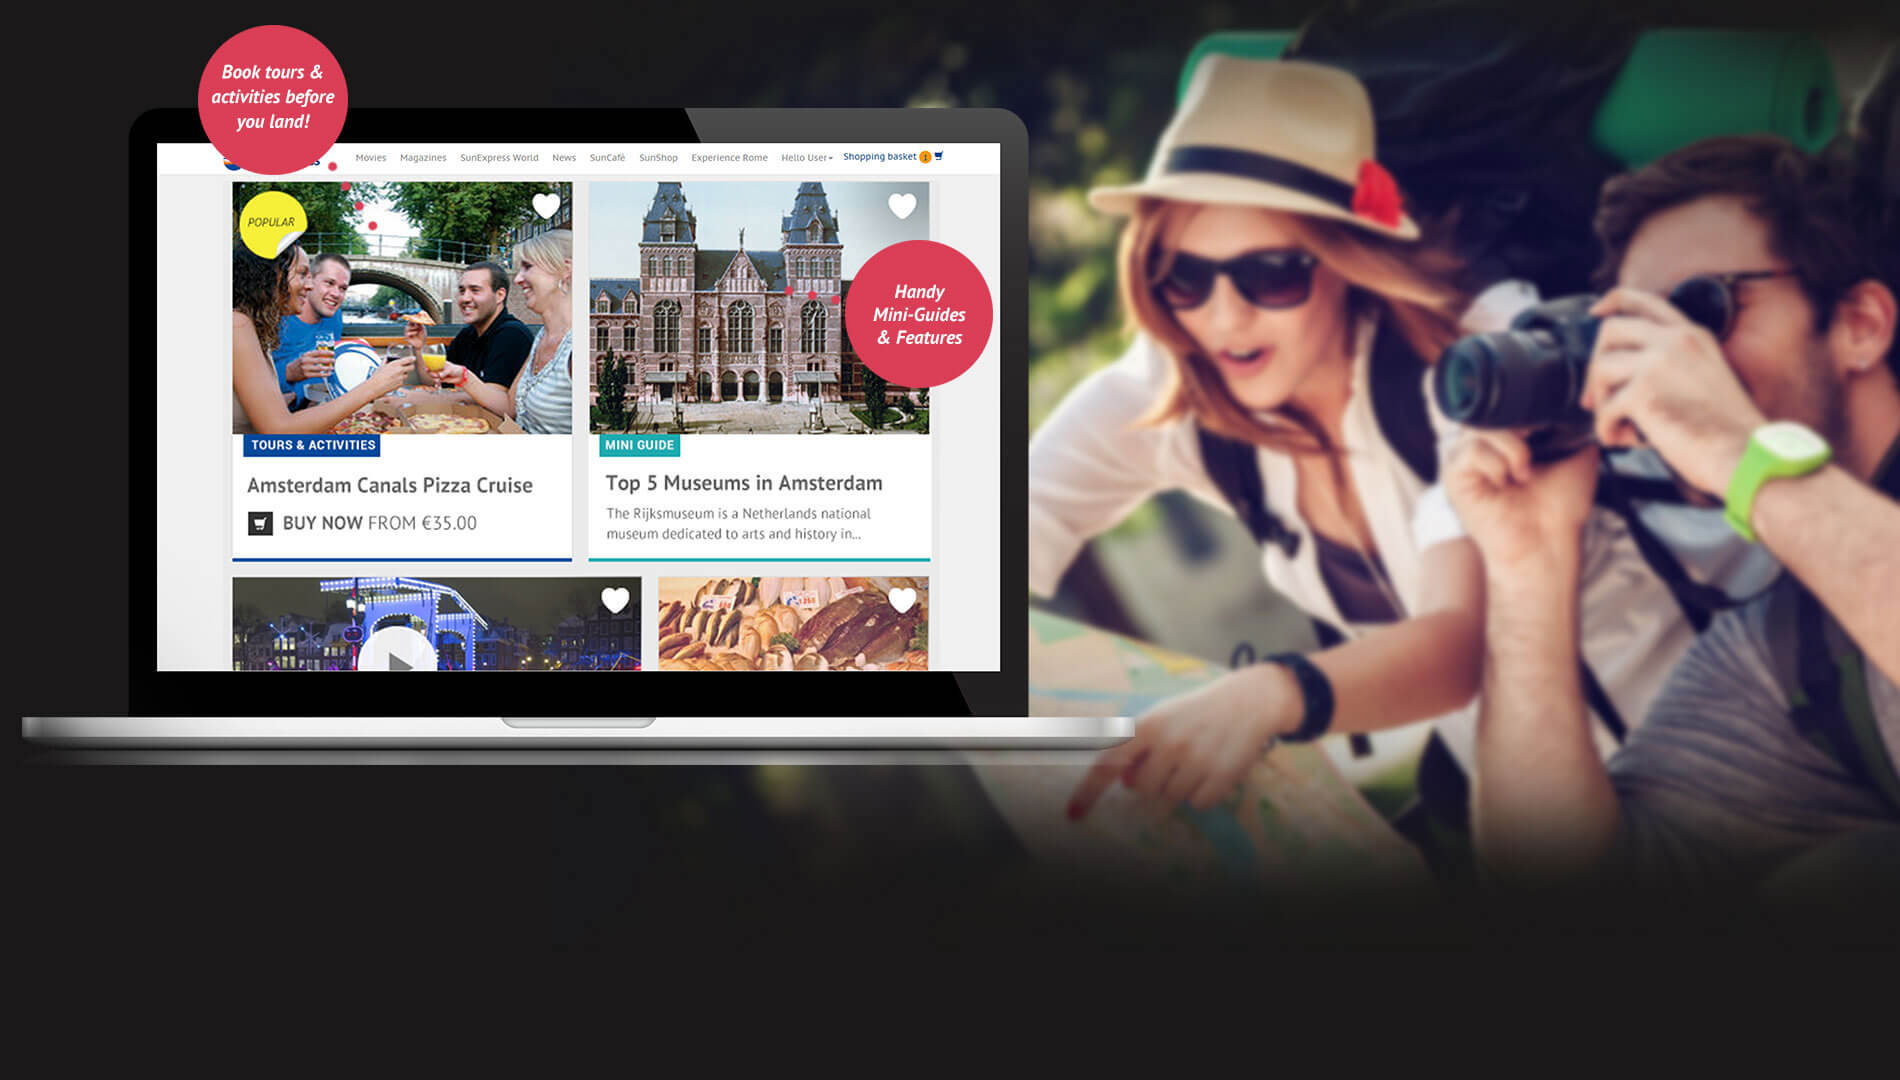 Book tours &
activities before
you land!
Movies Magazines SunExpress World News SunCafé SunShop Experience Rome Hello User Shopping basket 1
POPULAR
Handy
Mini-Guides
& Features
TOURS & ACTIVITIES
Amsterdam Canals Pizza Cruise
BUY NOW FROM €35.00
MINI GUIDE
Top 5 Museums in Amsterdam
The Rijksmuseum is a Netherlands national
museum dedicated to arts and history in...